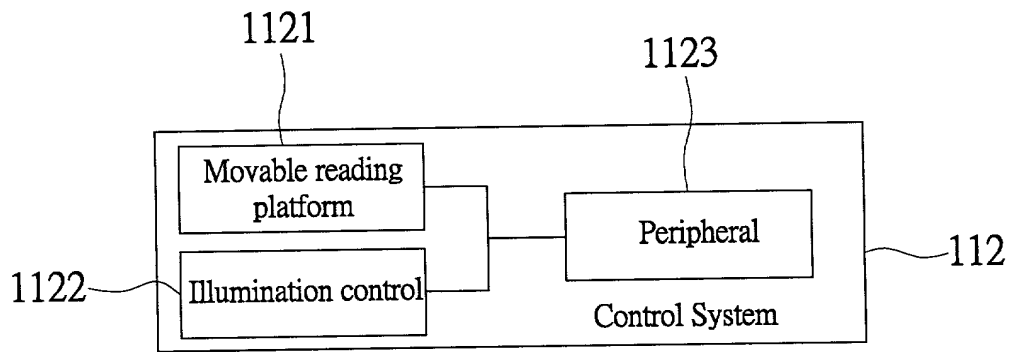 1121
1123
Movable reading
platform
Peripheral
112
1122
Illumination control
Control System